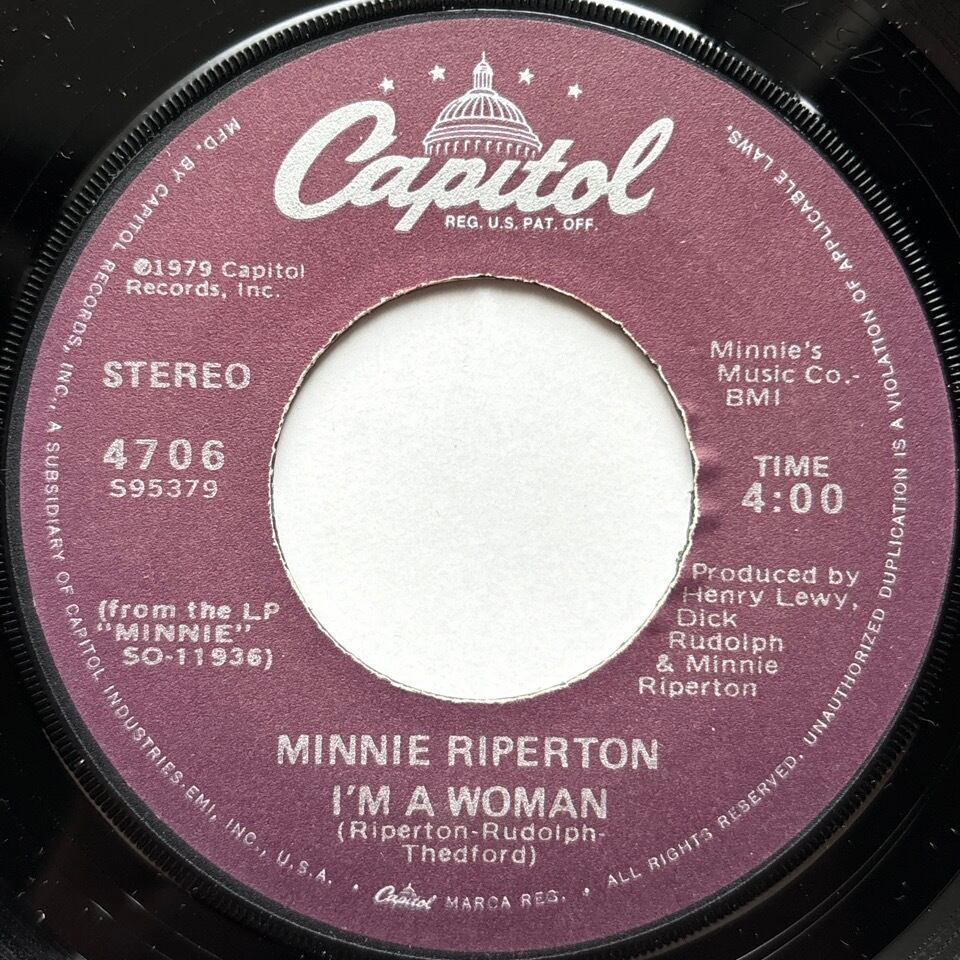 Capitol
REG. U.S. PAT. OFF.
℗1979 Capitol
Records, Inc.
STEREO
4706
S95379
(from the LP
"MINNIE"
SO-11936)
Minnie's
Music Co.-
BMI
TIME
4:00
Produced by
Henry Lewy,
Dick
Rudolph
& Minnie
Riperton
MINNIE RIPERTON
I'M A WOMAN
(Riperton-Rudolph-
Thedford)
MFD. BY CAPITOL RECORDS, INC., A SUBSIDIARY OF CAPITOL INDUSTRIES-EMI, INC., U.S.A. • Capitol MARCA REG. • ALL RIGHTS RESERVED. UNAUTHORIZED DUPLICATION IS A VIOLATION OF APPLICABLE LAWS.